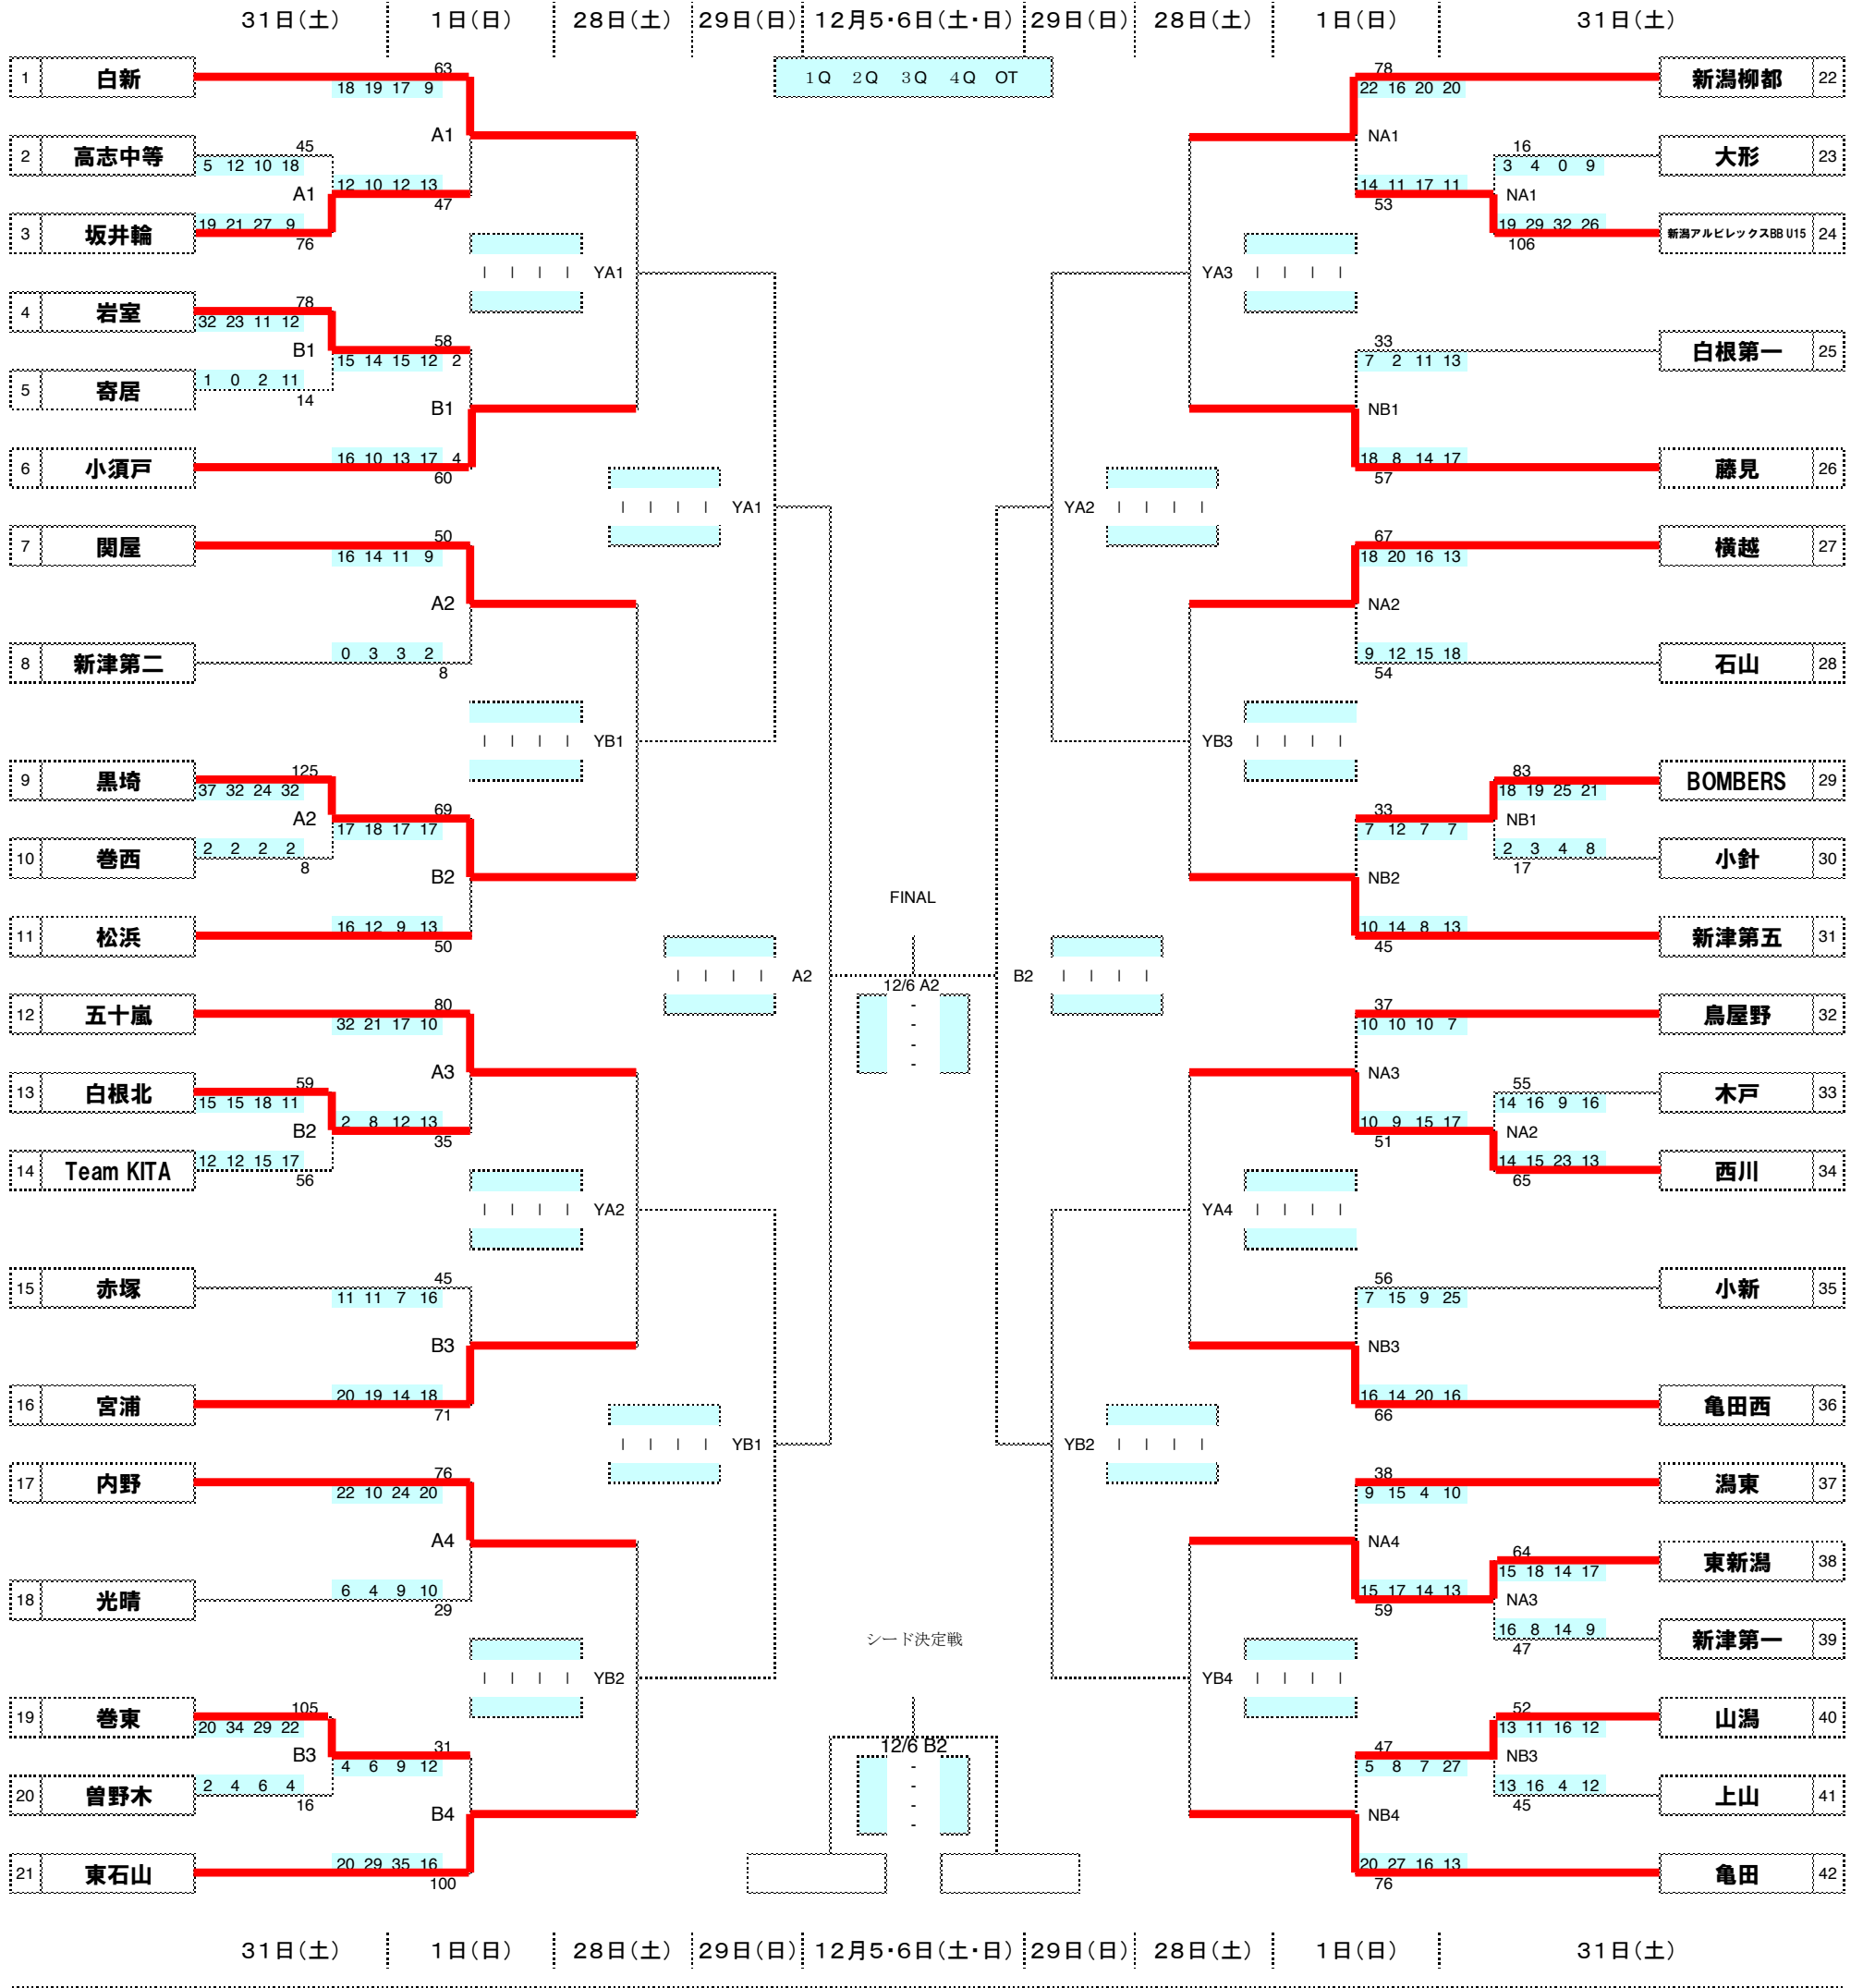 31日(土) 1日(日) 28日(土) 29日(日) 12月5・6日(土・日) 29日(日) 28日(土) 1日(日) 31日(土)
1Q 2Q 3Q 4Q OT
1 白新
63
18 19 17 9
A1
2 高志中等
45
5 12 10 18
A1
12 10 12 13
47
3 坂井輪
19 21 27 9
76
YA1
4 岩室
78
32 23 11 12
B1
58
15 14 15 12 2
5 寄居
1 0 2 11
14
B1
6 小須戸
16 10 13 17 4
60
YA1
7 関屋
50
16 14 11 9
A2
8 新津第二
0 3 3 2
8
YB1
9 黒埼
125
37 32 24 32
A2
69
17 18 17 17
10 巻西
2 2 2 2
8
B2
11 松浜
16 12 9 13
50
A2
12 五十嵐
80
32 21 17 10
A3
13 白根北
59
15 15 18 11
B2
2 8 12 13
35
14 Team KITA
12 12 15 17
56
YA2
15 赤塚
45
11 11 7 16
B3
16 宮浦
20 19 14 18
71
YB1
17 内野
76
22 10 24 20
A4
18 光晴
6 4 9 10
29
YB2
19 巻東
105
20 34 29 22
B3
31
4 6 9 12
20 曽野木
2 4 6 4
16
B4
21 東石山
20 29 35 16
100
FINAL
12/6 A2
-
-
-
-
シード決定戦
12/6 B2
-
-
-
-
78
22 16 20 20
新潟柳都 22
NA1
16
3 4 0 9
大形 23
14 11 17 11
53
NA1
19 29 32 26
106
新潟アルビレックスBB U15 24
YA3
33
7 2 11 13
白根第一 25
NB1
18 8 14 17
57
藤見 26
YA2
67
18 20 16 13
横越 27
NA2
9 12 15 18
54
石山 28
YB3
83
18 19 25 21
BOMBERS 29
33
7 12 7 7
NB1
2 3 4 8
17
小針 30
NB2
10 14 8 13
45
新津第五 31
B2
37
10 10 10 7
鳥屋野 32
NA3
55
14 16 9 16
木戸 33
10 9 15 17
51
NA2
14 15 23 13
65
西川 34
YA4
56
7 15 9 25
小新 35
NB3
16 14 20 16
66
亀田西 36
YB2
38
9 15 4 10
潟東 37
NA4
64
15 18 14 17
東新潟 38
15 17 14 13
59
NA3
16 8 14 9
47
新津第一 39
YB4
52
13 11 16 12
山潟 40
47
5 8 7 27
NB3
13 16 4 12
45
上山 41
NB4
20 27 16 13
76
亀田 42
31日(土) 1日(日) 28日(土) 29日(日) 12月5・6日(土・日) 29日(日) 28日(土) 1日(日) 31日(土)